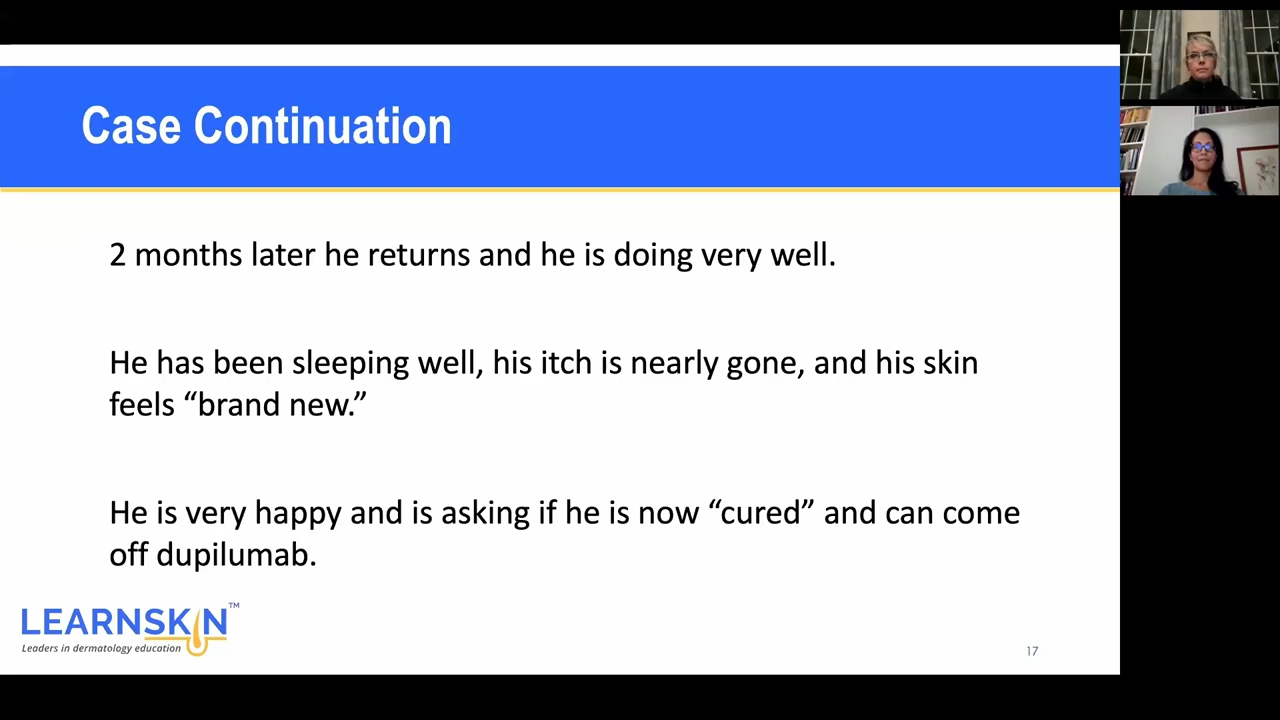 Case Continuation
2 months later he returns and he is doing very well.
He has been sleeping well, his itch is nearly gone, and his skin
feels “brand new.”
He is very happy and is asking if he is now “cured” and can come
off dupilumab.
LEARNSKIN™
Leaders in dermatology education
17